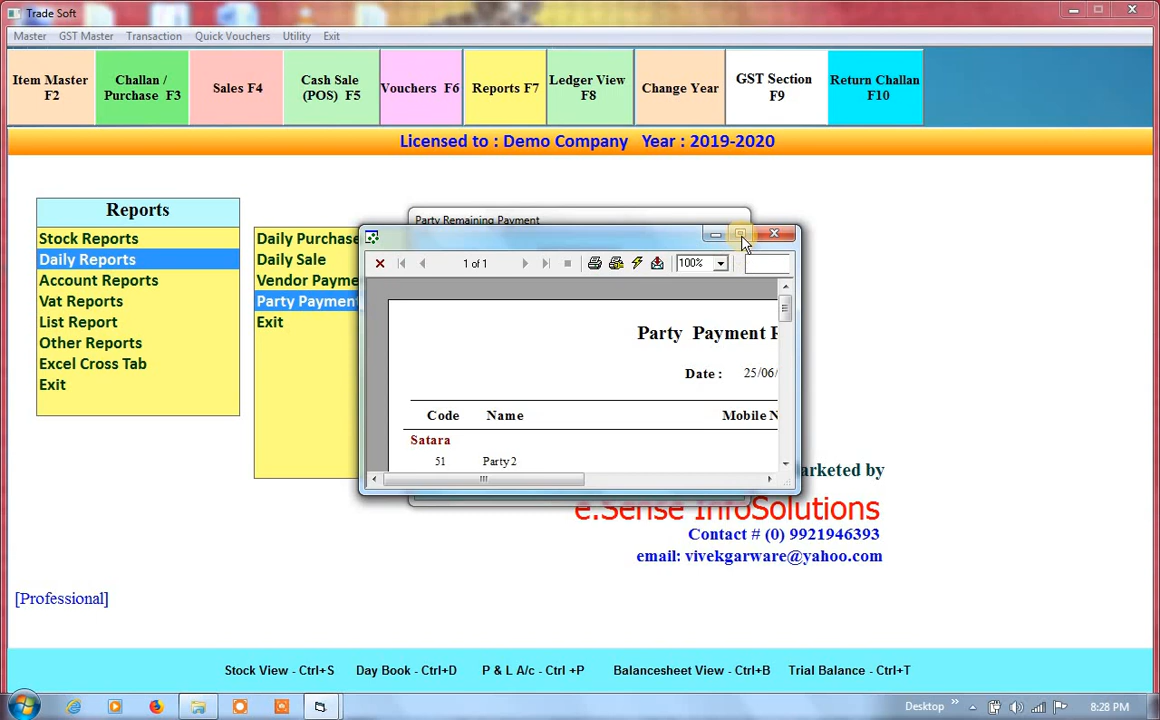 Trade Soft
Master GST Master Transaction Quick Vouchers Utility Exit
Item Master F2
Challan / Purchase F3
Sales F4
Cash Sale (POS) F5
Vouchers F6
Reports F7
Ledger View F8
Change Year
GST Section F9
Return Challan F10
Licensed to : Demo Company Year : 2019-2020
Reports
Stock Reports
Daily Reports
Account Reports
Vat Reports
List Report
Other Reports
Excel Cross Tab
Exit
Daily Purchase
Daily Sale
Vendor Payme
Party Payment
Exit
Party Remaining Payment
1 of 1
100%
Party Payment R
Date : 25/06/
Code Name Mobile N
Satara
51 Party 2
arketed by
e.Sense InfoSolutions
Contact # (0) 9921946393
email: vivekgarware@yahoo.com
[Professional]
Stock View - Ctrl+S Day Book - Ctrl+D P & L A/c - Ctrl +P Balancesheet View - Ctrl+B Trial Balance - Ctrl+T
Desktop » 8:28 PM